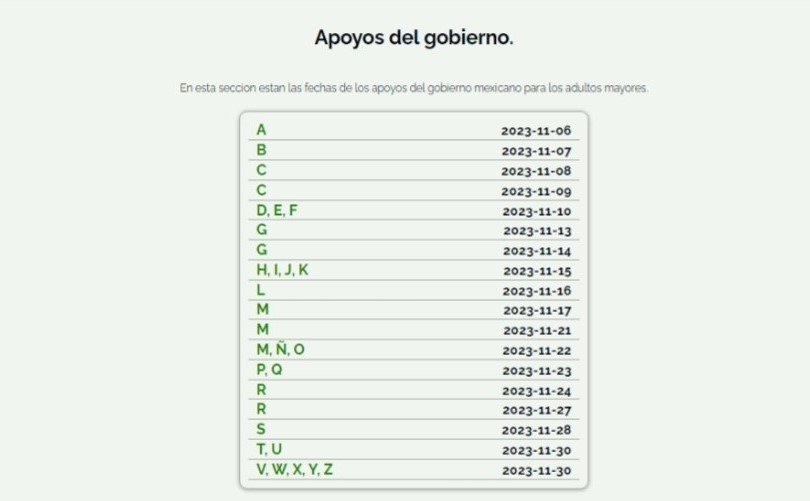 Apoyos del gobierno.
En esta seccion estan las fechas de los apoyos del gobierno mexicano para los adultos mayores.
A 2023-11-06
B 2023-11-07
C 2023-11-08
C 2023-11-09
D, E, F 2023-11-10
G 2023-11-13
G 2023-11-14
H, I, J, K 2023-11-15
L 2023-11-16
M 2023-11-17
M 2023-11-21
M, Ñ, O 2023-11-22
P, Q 2023-11-23
R 2023-11-24
R 2023-11-27
S 2023-11-28
T, U 2023-11-30
V, W, X, Y, Z 2023-11-30